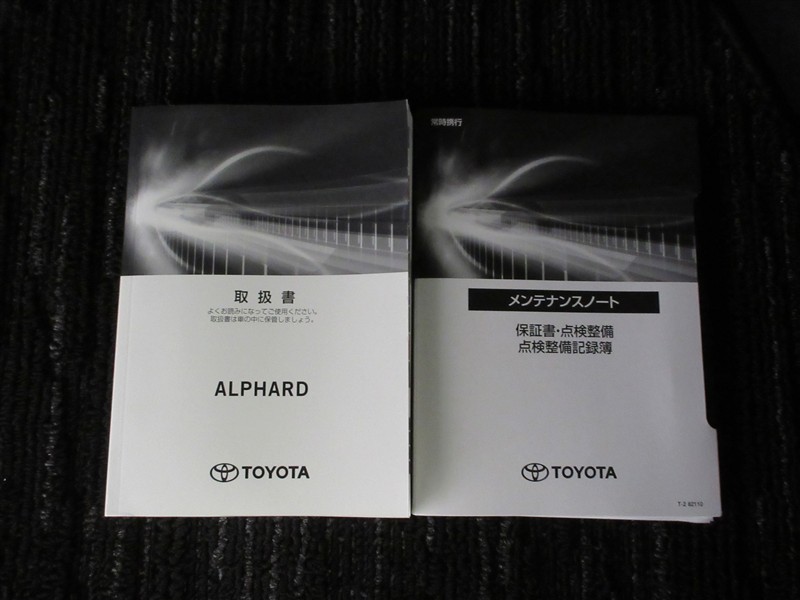 取扱書
よくお読みになってご使用ください。
取扱書は車の中に保管しましょう。
ALPHARD
TOYOTA
常時携行
メンテナンスノート
保証書・点検整備
点検整備記録簿
TOYOTA